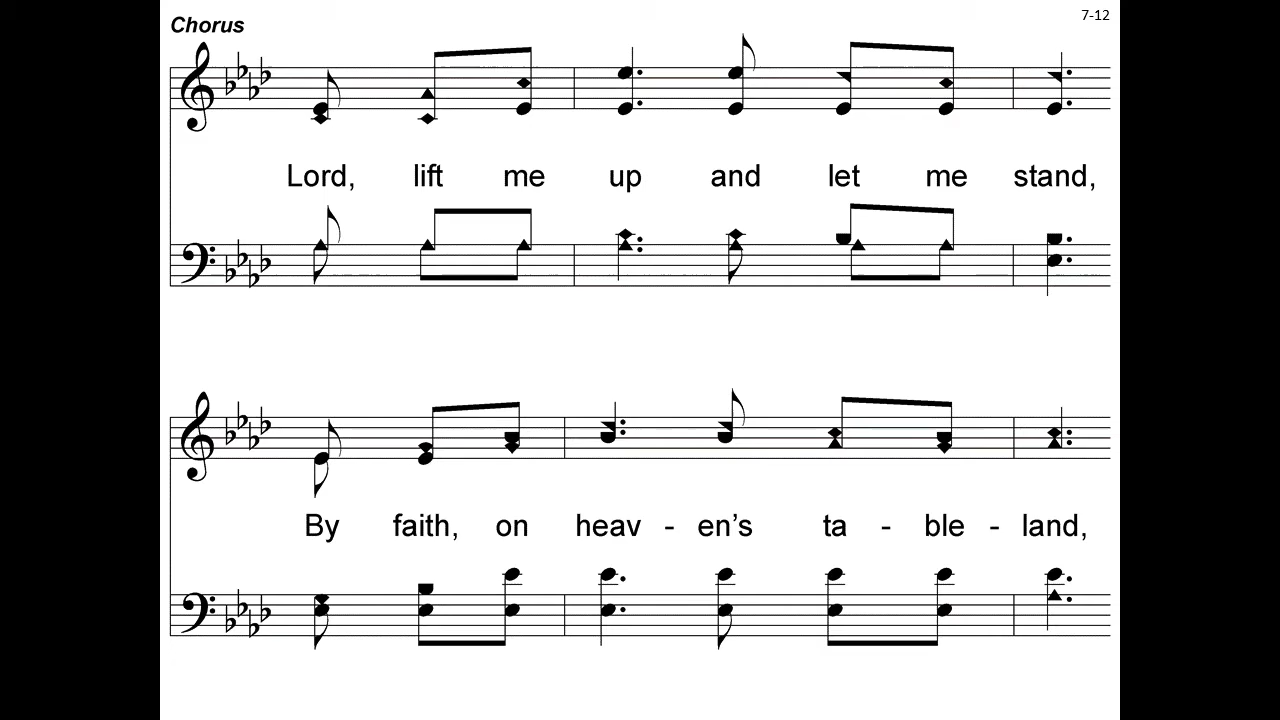 Chorus
7-12
Lord, lift me up and let me stand,
By faith, on heav - en’s ta - ble - land,